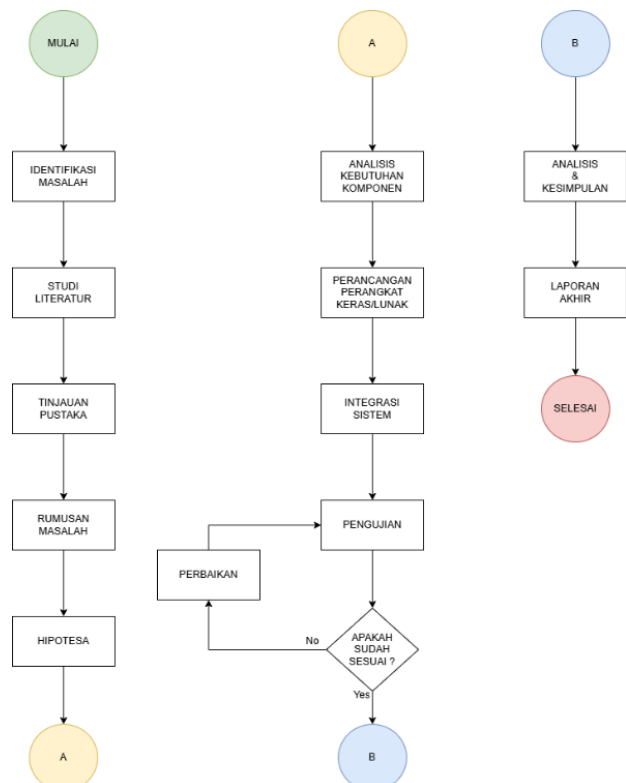 MULAI
IDENTIFIKASI
MASALAH
STUDI
LITERATUR
TINJAUAN
PUSTAKA
RUMUSAN
MASALAH
HIPOTESA
A
A
ANALISIS
KEBUTUHAN
KOMPONEN
PERANCANGAN
PERANGKAT
KERAS/LUNAK
INTEGRASI
SISTEM
PENGUJIAN
PERBAIKAN
No
APAKAH
SUDAH
SESUAI ?
Yes
B
B
ANALISIS
&
KESIMPULAN
LAPORAN
AKHIR
SELESAI